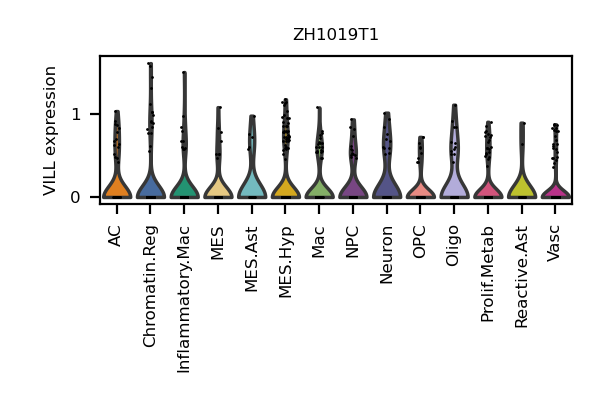 ZH1019T1
VILL expression
1
0
AC
Chromatin.Reg
Inflammatory.Mac
MES
MES.Ast
MES.Hyp
Mac
NPC
Neuron
OPC
Oligo
Prolif.Metab
Reactive.Ast
Vasc